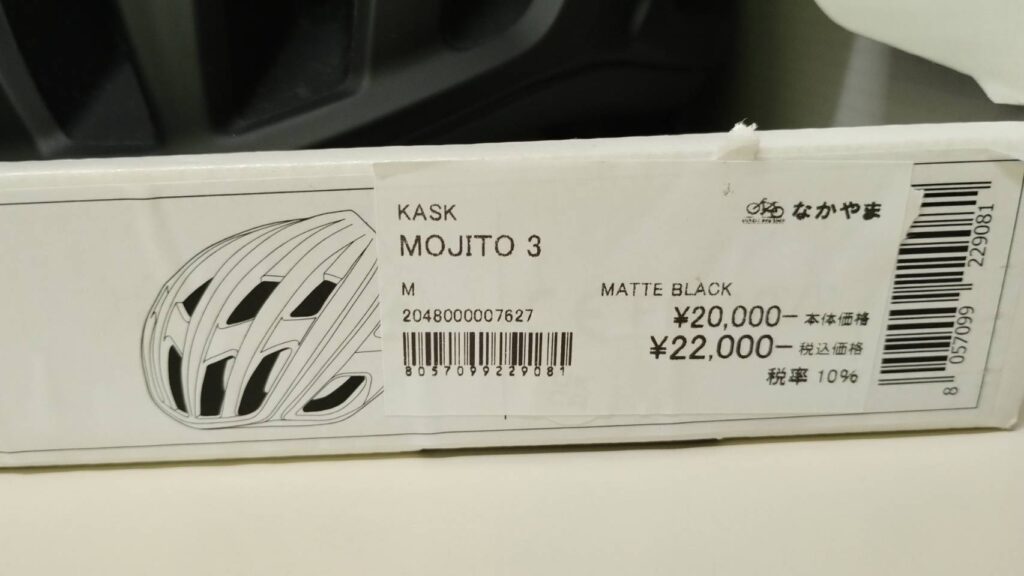 KASK
なかやま
MOJITO 3
M
MATTE BLACK
2048000007627
¥20,000-本体価格
8057099229081
¥22,000-税込価格
税率 10%
8 057099 229081